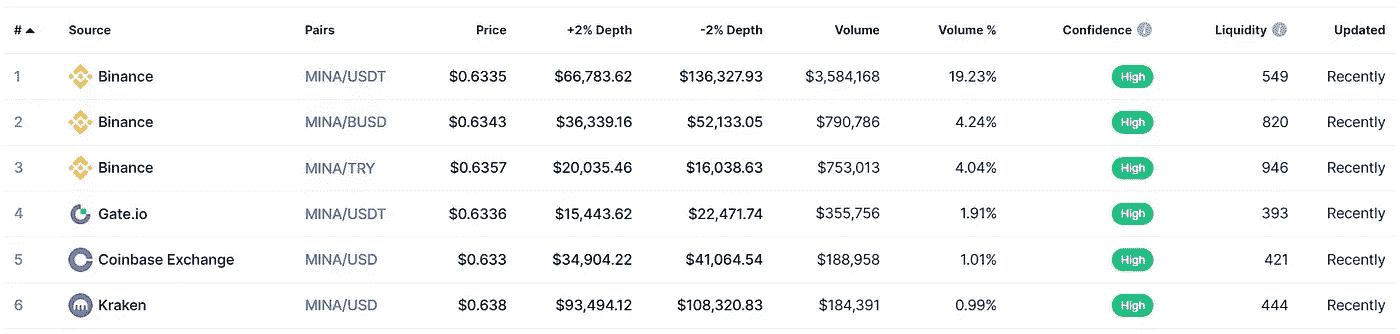 # Source Pairs Price +2% Depth -2% Depth Volume Volume % Confidence Liquidity Updated
1 Binance MINA/USDT $0.6335 $66,783.62 $136,327.93 $3,584,168 19.23% High 549 Recently
2 Binance MINA/BUSD $0.6343 $36,339.16 $52,133.05 $790,786 4.24% High 820 Recently
3 Binance MINA/TRY $0.6357 $20,035.46 $16,038.63 $753,013 4.04% High 946 Recently
4 Gate.io MINA/USDT $0.6336 $15,443.62 $22,471.74 $355,756 1.91% High 393 Recently
5 Coinbase Exchange MINA/USD $0.633 $34,904.22 $41,064.54 $188,958 1.01% High 421 Recently
6 Kraken MINA/USD $0.638 $93,494.12 $108,320.83 $184,391 0.99% High 444 Recently